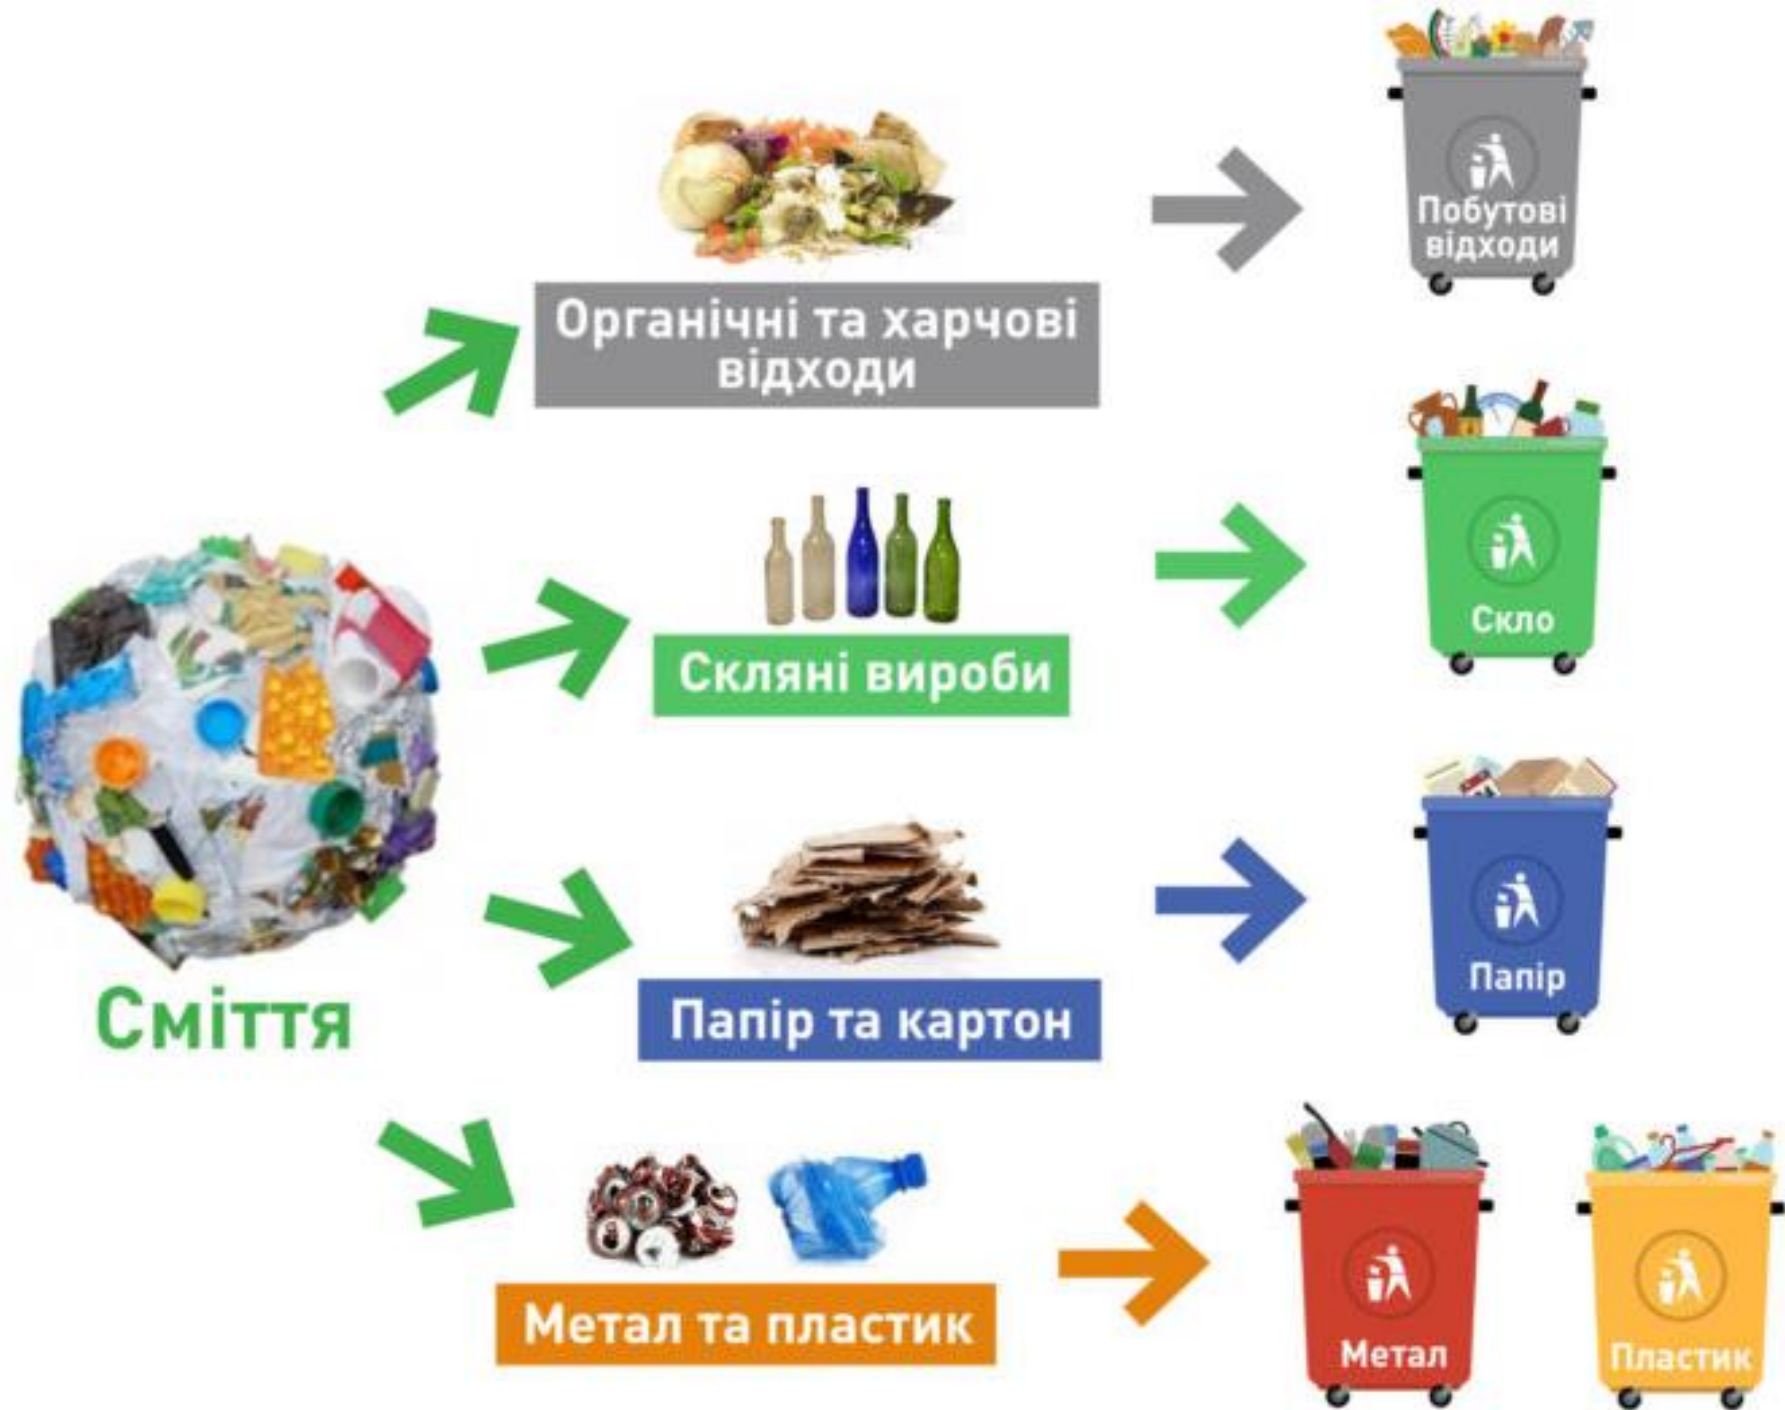 Побутові
відходи
Органічні та харчові
відходи
Скло
Скляні вироби
Папір
Сміття
Папір та картон
Метал та пластик
Метал
Пластик